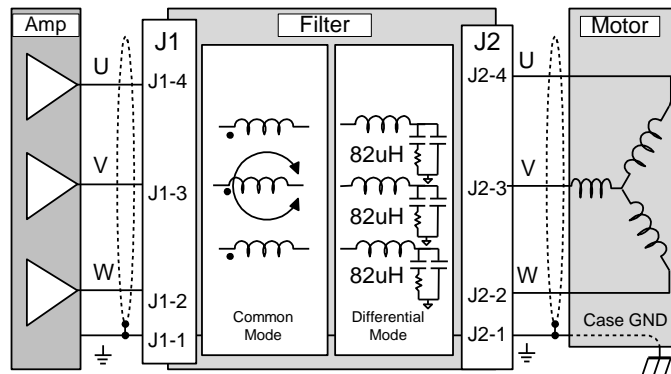 Amp
Filter
Motor
J1
J2
U
J1-4
V
J1-3
W
J1-2
J1-1
Common
Mode
82uH
82uH
82uH
Differential
Mode
U
J2-4
V
J2-3
W
J2-2
J2-1
Case GND